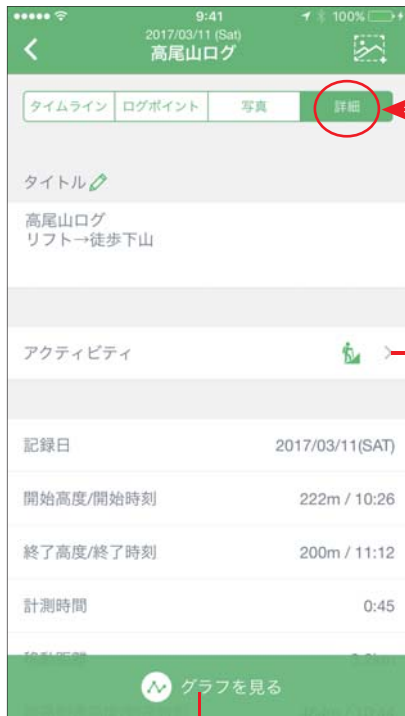 9:41
100%
2017/03/11 (Sat)
高尾山ログ
タイムライン ログポイント 写真 詳細
タイトル
高尾山ログ
リフト→徒歩下山
アクティビティ
記録日 2017/03/11(SAT)
開始高度/開始時刻 222m / 10:26
終了高度/終了時刻 200m / 11:12
計測時間 0:45
グラフを見る